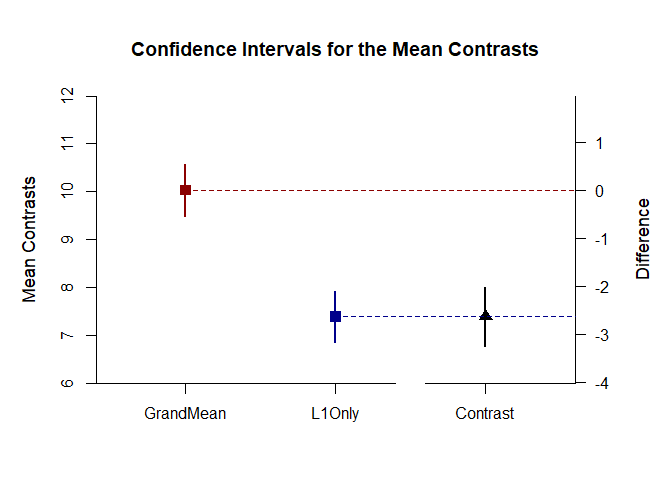 Confidence Intervals for the Mean Contrasts
Mean Contrasts
12
11
10
9
8
7
6
1
0
-1
-2
-3
-4
Difference
GrandMean
L1Only
Contrast